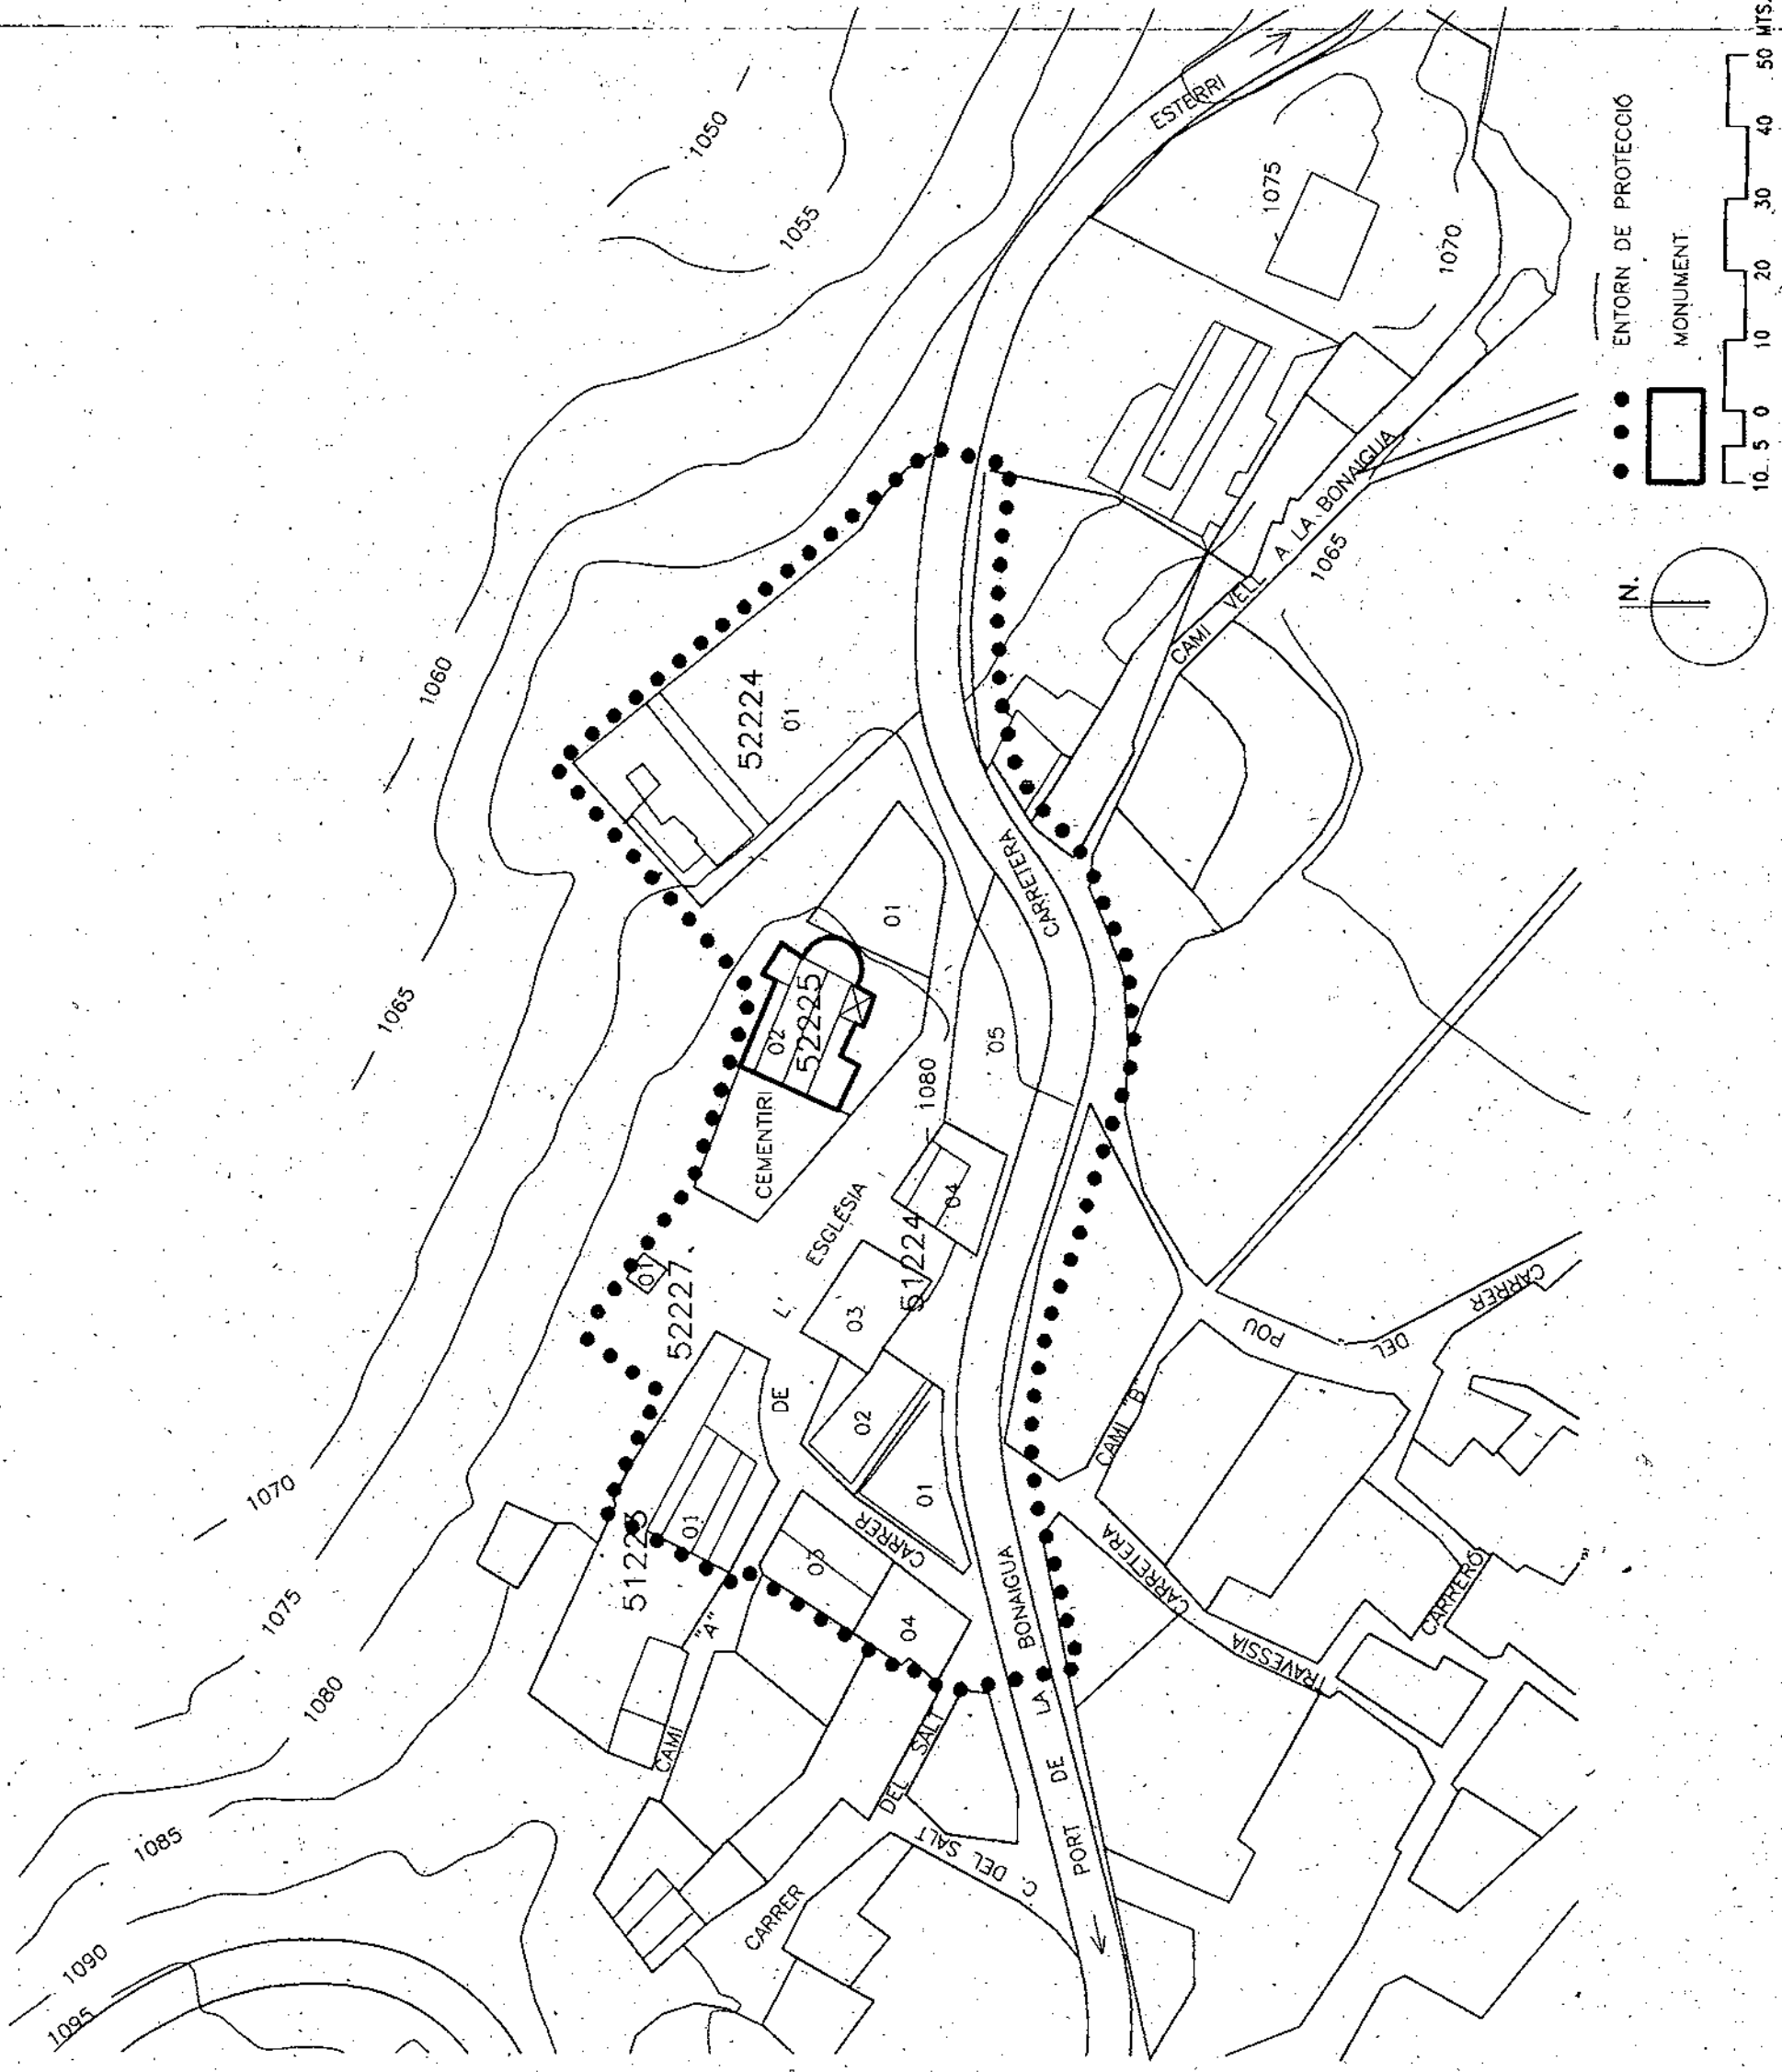 1050
1055
1060
1065
1070
1075
1080
1085
1090
1095
ESTERRI
1075
1070
1065
CAMI VELL A LA BONAIGUA
52224
01
01
02
52225
CEMENTIRI
1080
05
CARRETERA
ESGLÉSIA
L'
DE
CARRER
04
51224
03
02
01
01
52227
51223
01
03
04
CAMI "A"
CARRER DEL SALT
C. DEL SALT
PORT DE LA BONAIGUA
CAMI "B"
CARRER DEL POU
TRAVESSIA CARRETERA
CARRERÓ
ENTORN DE PROTECCIÓ
MONUMENT
10 5 0 10 20 30 40 50 MTS.
N.